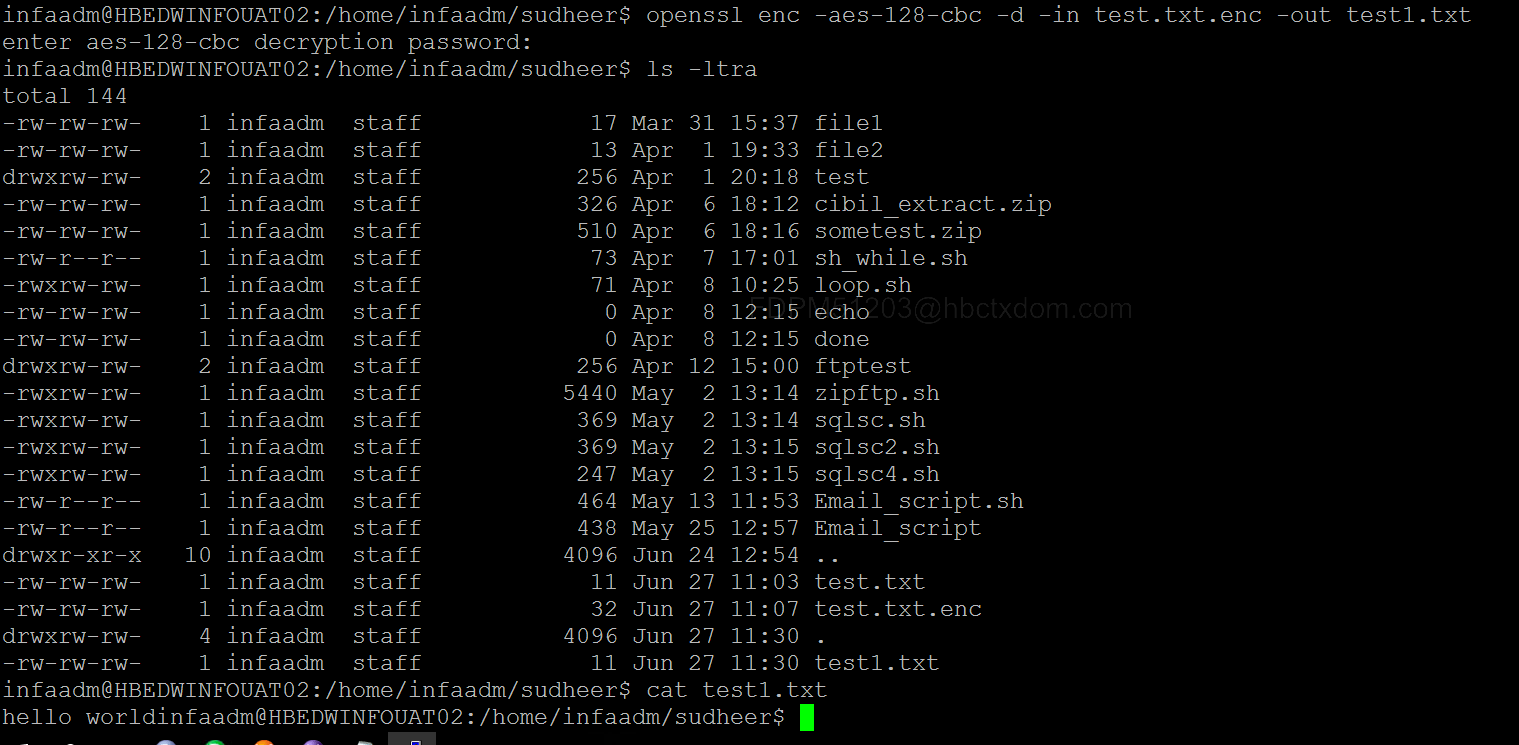 infaadm@HBEDWINFOUAT02:/home/infaadm/sudheer$ openssl enc -aes-128-cbc -d -in test.txt.enc -out test1.txt
enter aes-128-cbc decryption password:
infaadm@HBEDWINFOUAT02:/home/infaadm/sudheer$ ls -ltra
total 144
-rw-rw-rw-    1 infaadm  staff            17 Mar 31 15:37 file1
-rw-rw-rw-    1 infaadm  staff            13 Apr  1 19:33 file2
drwxrw-rw-    2 infaadm  staff           256 Apr  1 20:18 test
-rw-rw-rw-    1 infaadm  staff           326 Apr  6 18:12 cibil_extract.zip
-rw-rw-rw-    1 infaadm  staff           510 Apr  6 18:16 sometest.zip
-rw-r--r--    1 infaadm  staff            73 Apr  7 17:01 sh_while.sh
-rwxrw-rw-    1 infaadm  staff            71 Apr  8 10:25 loop.sh
-rw-rw-rw-    1 infaadm  staff             0 Apr  8 12:15 echo
-rw-rw-rw-    1 infaadm  staff             0 Apr  8 12:15 done
drwxrw-rw-    2 infaadm  staff           256 Apr 12 15:00 ftptest
-rwxrw-rw-    1 infaadm  staff          5440 May  2 13:14 zipftp.sh
-rwxrw-rw-    1 infaadm  staff           369 May  2 13:14 sqlsc.sh
-rwxrw-rw-    1 infaadm  staff           369 May  2 13:15 sqlsc2.sh
-rwxrw-rw-    1 infaadm  staff           247 May  2 13:15 sqlsc4.sh
-rw-r--r--    1 infaadm  staff           464 May 13 11:53 Email_script.sh
-rw-r--r--    1 infaadm  staff           438 May 25 12:57 Email_script
drwxr-xr-x   10 infaadm  staff          4096 Jun 24 12:54 ..
-rw-rw-rw-    1 infaadm  staff            11 Jun 27 11:03 test.txt
-rw-rw-rw-    1 infaadm  staff            32 Jun 27 11:07 test.txt.enc
drwxrw-rw-    4 infaadm  staff          4096 Jun 27 11:30 .
-rw-rw-rw-    1 infaadm  staff            11 Jun 27 11:30 test1.txt
infaadm@HBEDWINFOUAT02:/home/infaadm/sudheer$ cat test1.txt
hello worldinfaadm@HBEDWINFOUAT02:/home/infaadm/sudheer$